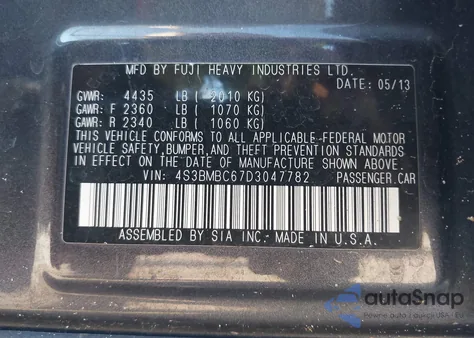 MFD BY FUJI HEAVY INDUSTRIES LTD.
DATE: 05/13
GVWR: 4435 LB ( 2010 KG)
GAWR: F 2360 LB ( 1070 KG)
GAWR: R 2340 LB ( 1060 KG)
THIS VEHICLE CONFORMS TO ALL APPLICABLE-FEDERAL MOTOR
VEHICLE SAFETY,BUMPER,AND THEFT PREVENTION STANDARDS
IN EFFECT ON THE DATE OF MANUFACTURE SHOWN ABOVE.
VIN: 4S3BMBC67D3047782 PASSENGER.CAR
ASSEMBLED BY SIA INC.-MADE IN U.S.A.
autoSnap